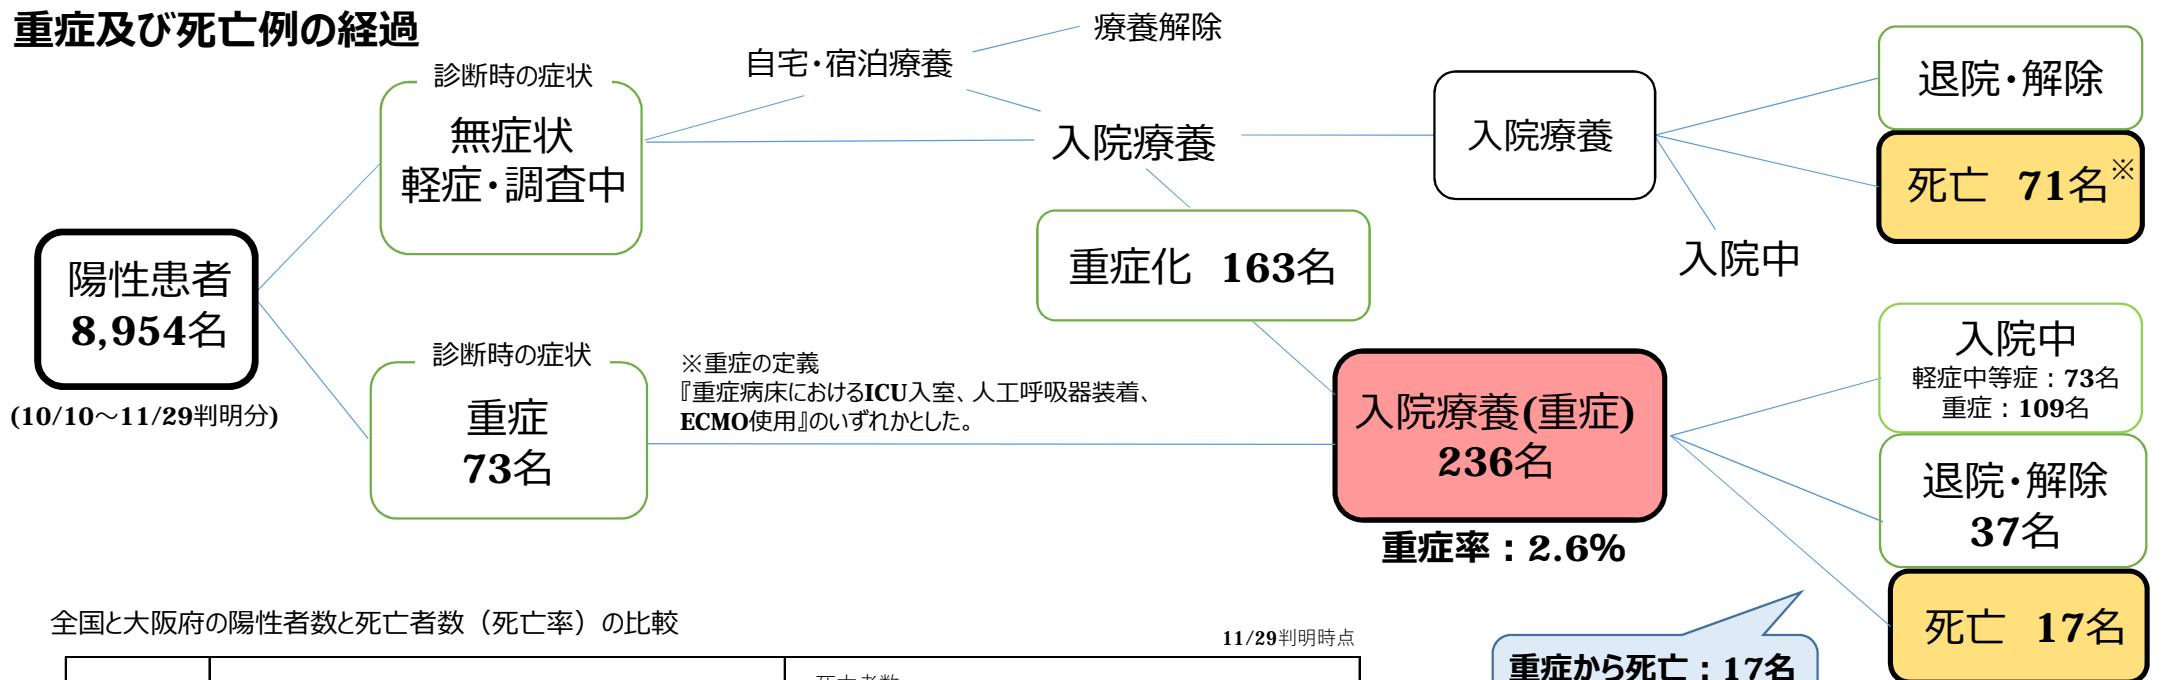 重症及び死亡例の経過
診断時の症状
無症状
軽症・調査中
自宅・宿泊療養
療養解除
入院療養
入院療養
退院・解除
死亡 71名※
入院中
重症化 163名
陽性患者
8,954名
(10/10～11/29判明分)
診断時の症状
重症
73名
※重症の定義
『重症病床におけるICU入室、人工呼吸器装着、
ECMO使用』のいずれかとした。
入院療養(重症)
236名
重症率：2.6%
入院中
軽症中等症：73名
重症：109名
退院・解除
37名
死亡 17名
重症から死亡：17名
全国と大阪府の陽性者数と死亡者数（死亡率）の比較
11/29判明時点